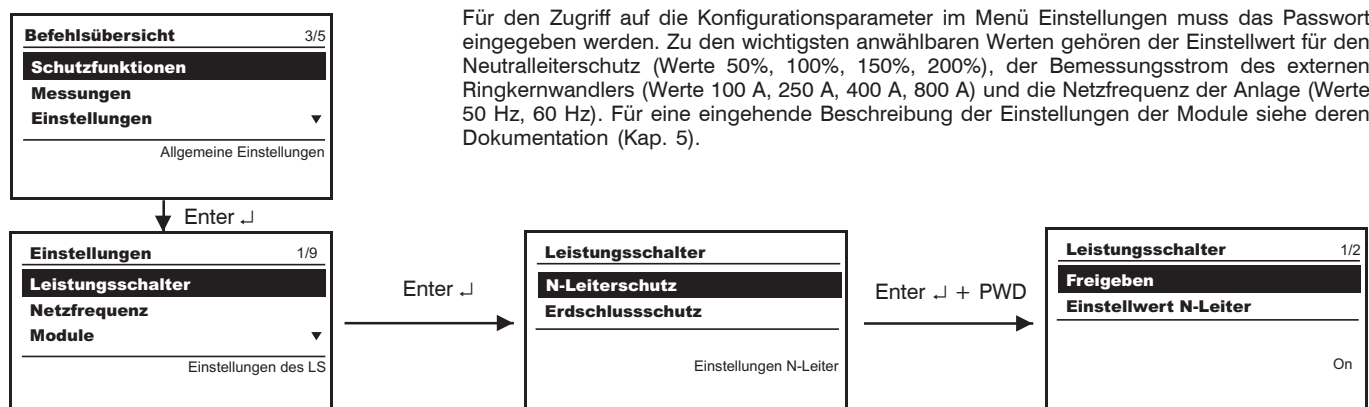 Für den Zugriff auf die Konfigurationsparameter im Menü Einstellungen muss das Passwort
eingegeben werden. Zu den wichtigsten anwählbaren Werten gehören der Einstellwert für den
Neutralleiterschutz (Werte 50%, 100%, 150%, 200%), der Bemessungsstrom des externen
Ringkernwandlers (Werte 100 A, 250 A, 400 A, 800 A) und die Netzfrequenz der Anlage (Werte
50 Hz, 60 Hz). Für eine eingehende Beschreibung der Einstellungen der Module siehe deren
Dokumentation (Kap. 5).
Befehlsübersicht 3/5
Schutzfunktionen
Messungen
Einstellungen ▼
Allgemeine Einstellungen
Enter ↵
Einstellungen 1/9
Leistungsschalter
Netzfrequenz
Module ▼
Einstellungen des LS
Enter ↵
Leistungsschalter
N-Leiterschutz
Erdschlussschutz
Einstellungen N-Leiter
Enter ↵ + PWD
Leistungsschalter 1/2
Freigeben
Einstellwert N-Leiter
On